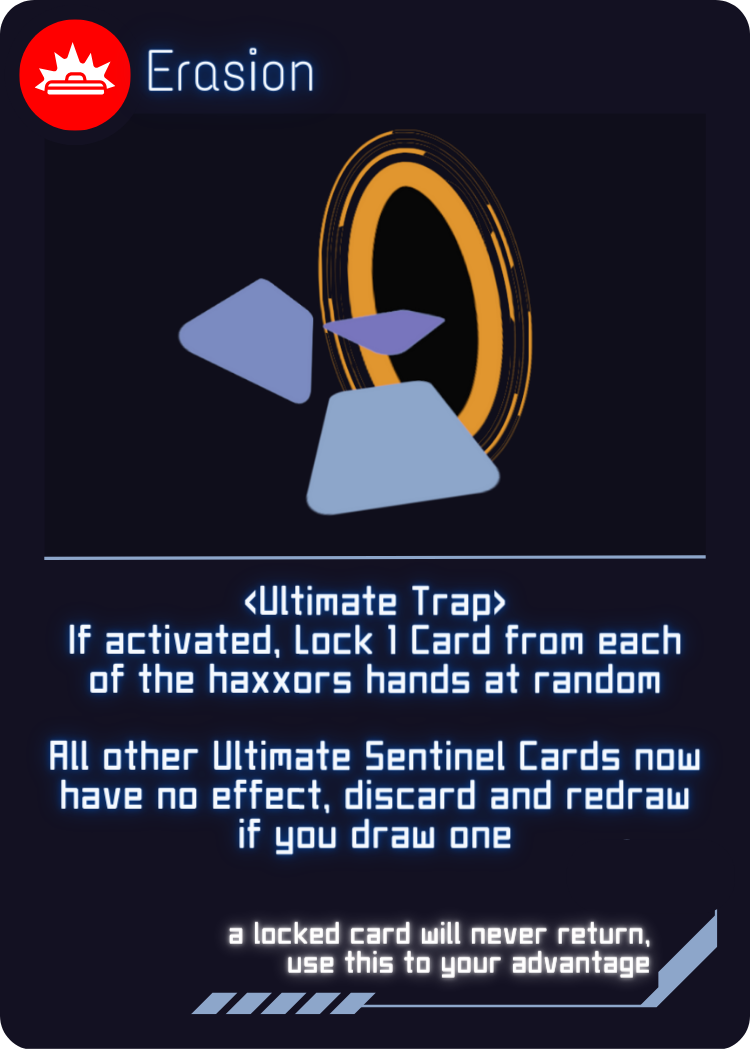 Erasion
<Ultimate Trap>
If activated, Lock 1 Card from each
of the haxxors hands at random
All other Ultimate Sentinel Cards now
have no effect, discard and redraw
if you draw one
a locked card will never return,
use this to your advantage